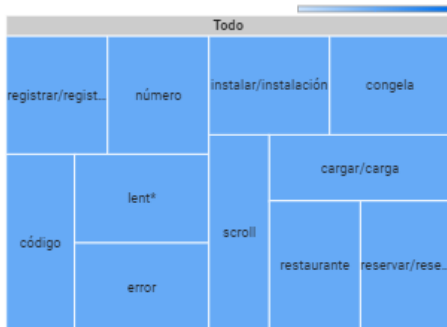 Todo
registrar/regist...
número
instalar/instalación
congela
código
lent*
error
scroll
cargar/carga
restaurante
reservar/rese...